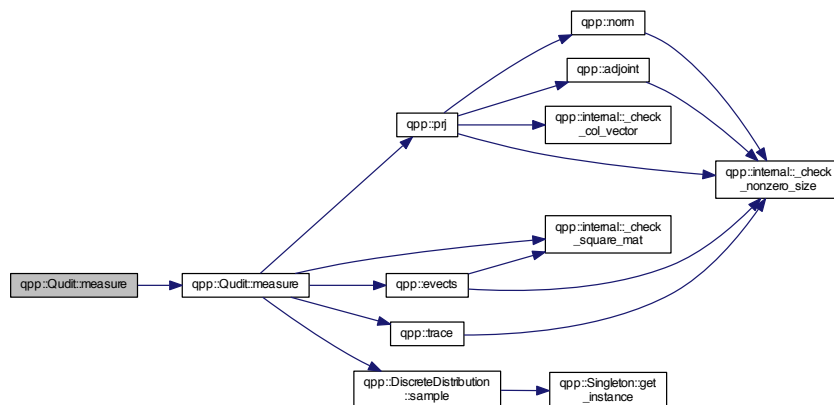 qpp::norm
qpp::adjoint
qpp::prj
qpp::internal::_check
_col_vector
qpp::internal::_check
_nonzero_size
qpp::internal::_check
_square_mat
qpp::Qudit::measure
qpp::Qudit::measure
qpp::evects
qpp::trace
qpp::DiscreteDistribution
::sample
qpp::Singleton::get
_instance